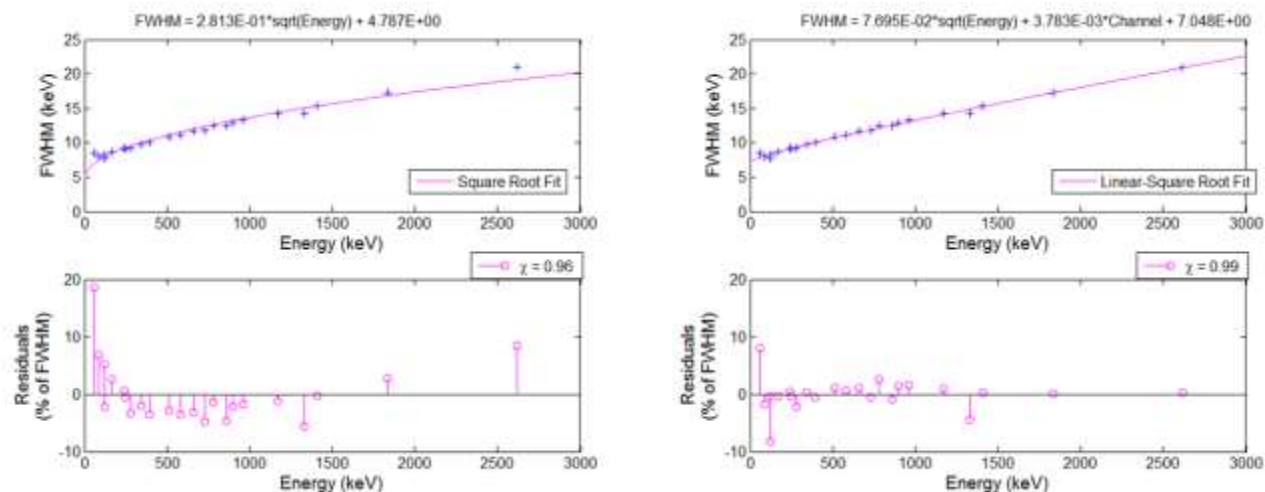 FWHM = 2.813E-01*sqrt(Energy) + 4.787E+00
25
20
15
10
5
0
FWHM (keV)
Square Root Fit
0 500 1000 1500 2000 2500 3000
Energy (keV)
χ = 0.96
20
10
0
-10
Residuals
(% of FWHM)
0 500 1000 1500 2000 2500 3000
Energy (keV)
FWHM = 7.695E-02*sqrt(Energy) + 3.783E-03*Channel + 7.048E+00
25
20
15
10
5
0
FWHM (keV)
Linear-Square Root Fit
0 500 1000 1500 2000 2500 3000
Energy (keV)
χ = 0.99
20
10
0
-10
Residuals
(% of FWHM)
0 500 1000 1500 2000 2500 3000
Energy (keV)